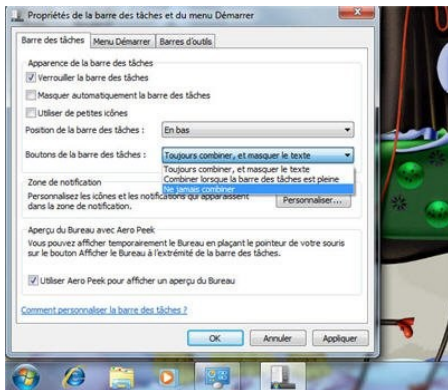 Propriétés de la barre des tâches et du menu Démarrer
Barre des tâches Menu Démarrer Barres d'outils
Apparence de la barre des tâches
Verrouiller la barre des tâches
Masquer automatiquement la barre des tâches
Utiliser de petites icônes
Position de la barre des tâches : En bas
Boutons de la barre des tâches : Toujours combiner, et masquer le texte
Toujours combiner, et masquer le texte
Combiner lorsque la barre des tâches est pleine
Ne jamais combiner
Zone de notification
Personnalisez les icônes et les notifications qui apparaissent
dans la zone de notification.
Personnaliser...
Aperçu du Bureau avec Aero Peek
Vous pouvez afficher temporairement le Bureau en plaçant le pointeur de votre souris
sur le bouton Afficher le Bureau à l'extrémité de la barre des tâches.
Utiliser Aero Peek pour afficher un aperçu du Bureau
Comment personnaliser la barre des tâches ?
OK Annuler Appliquer